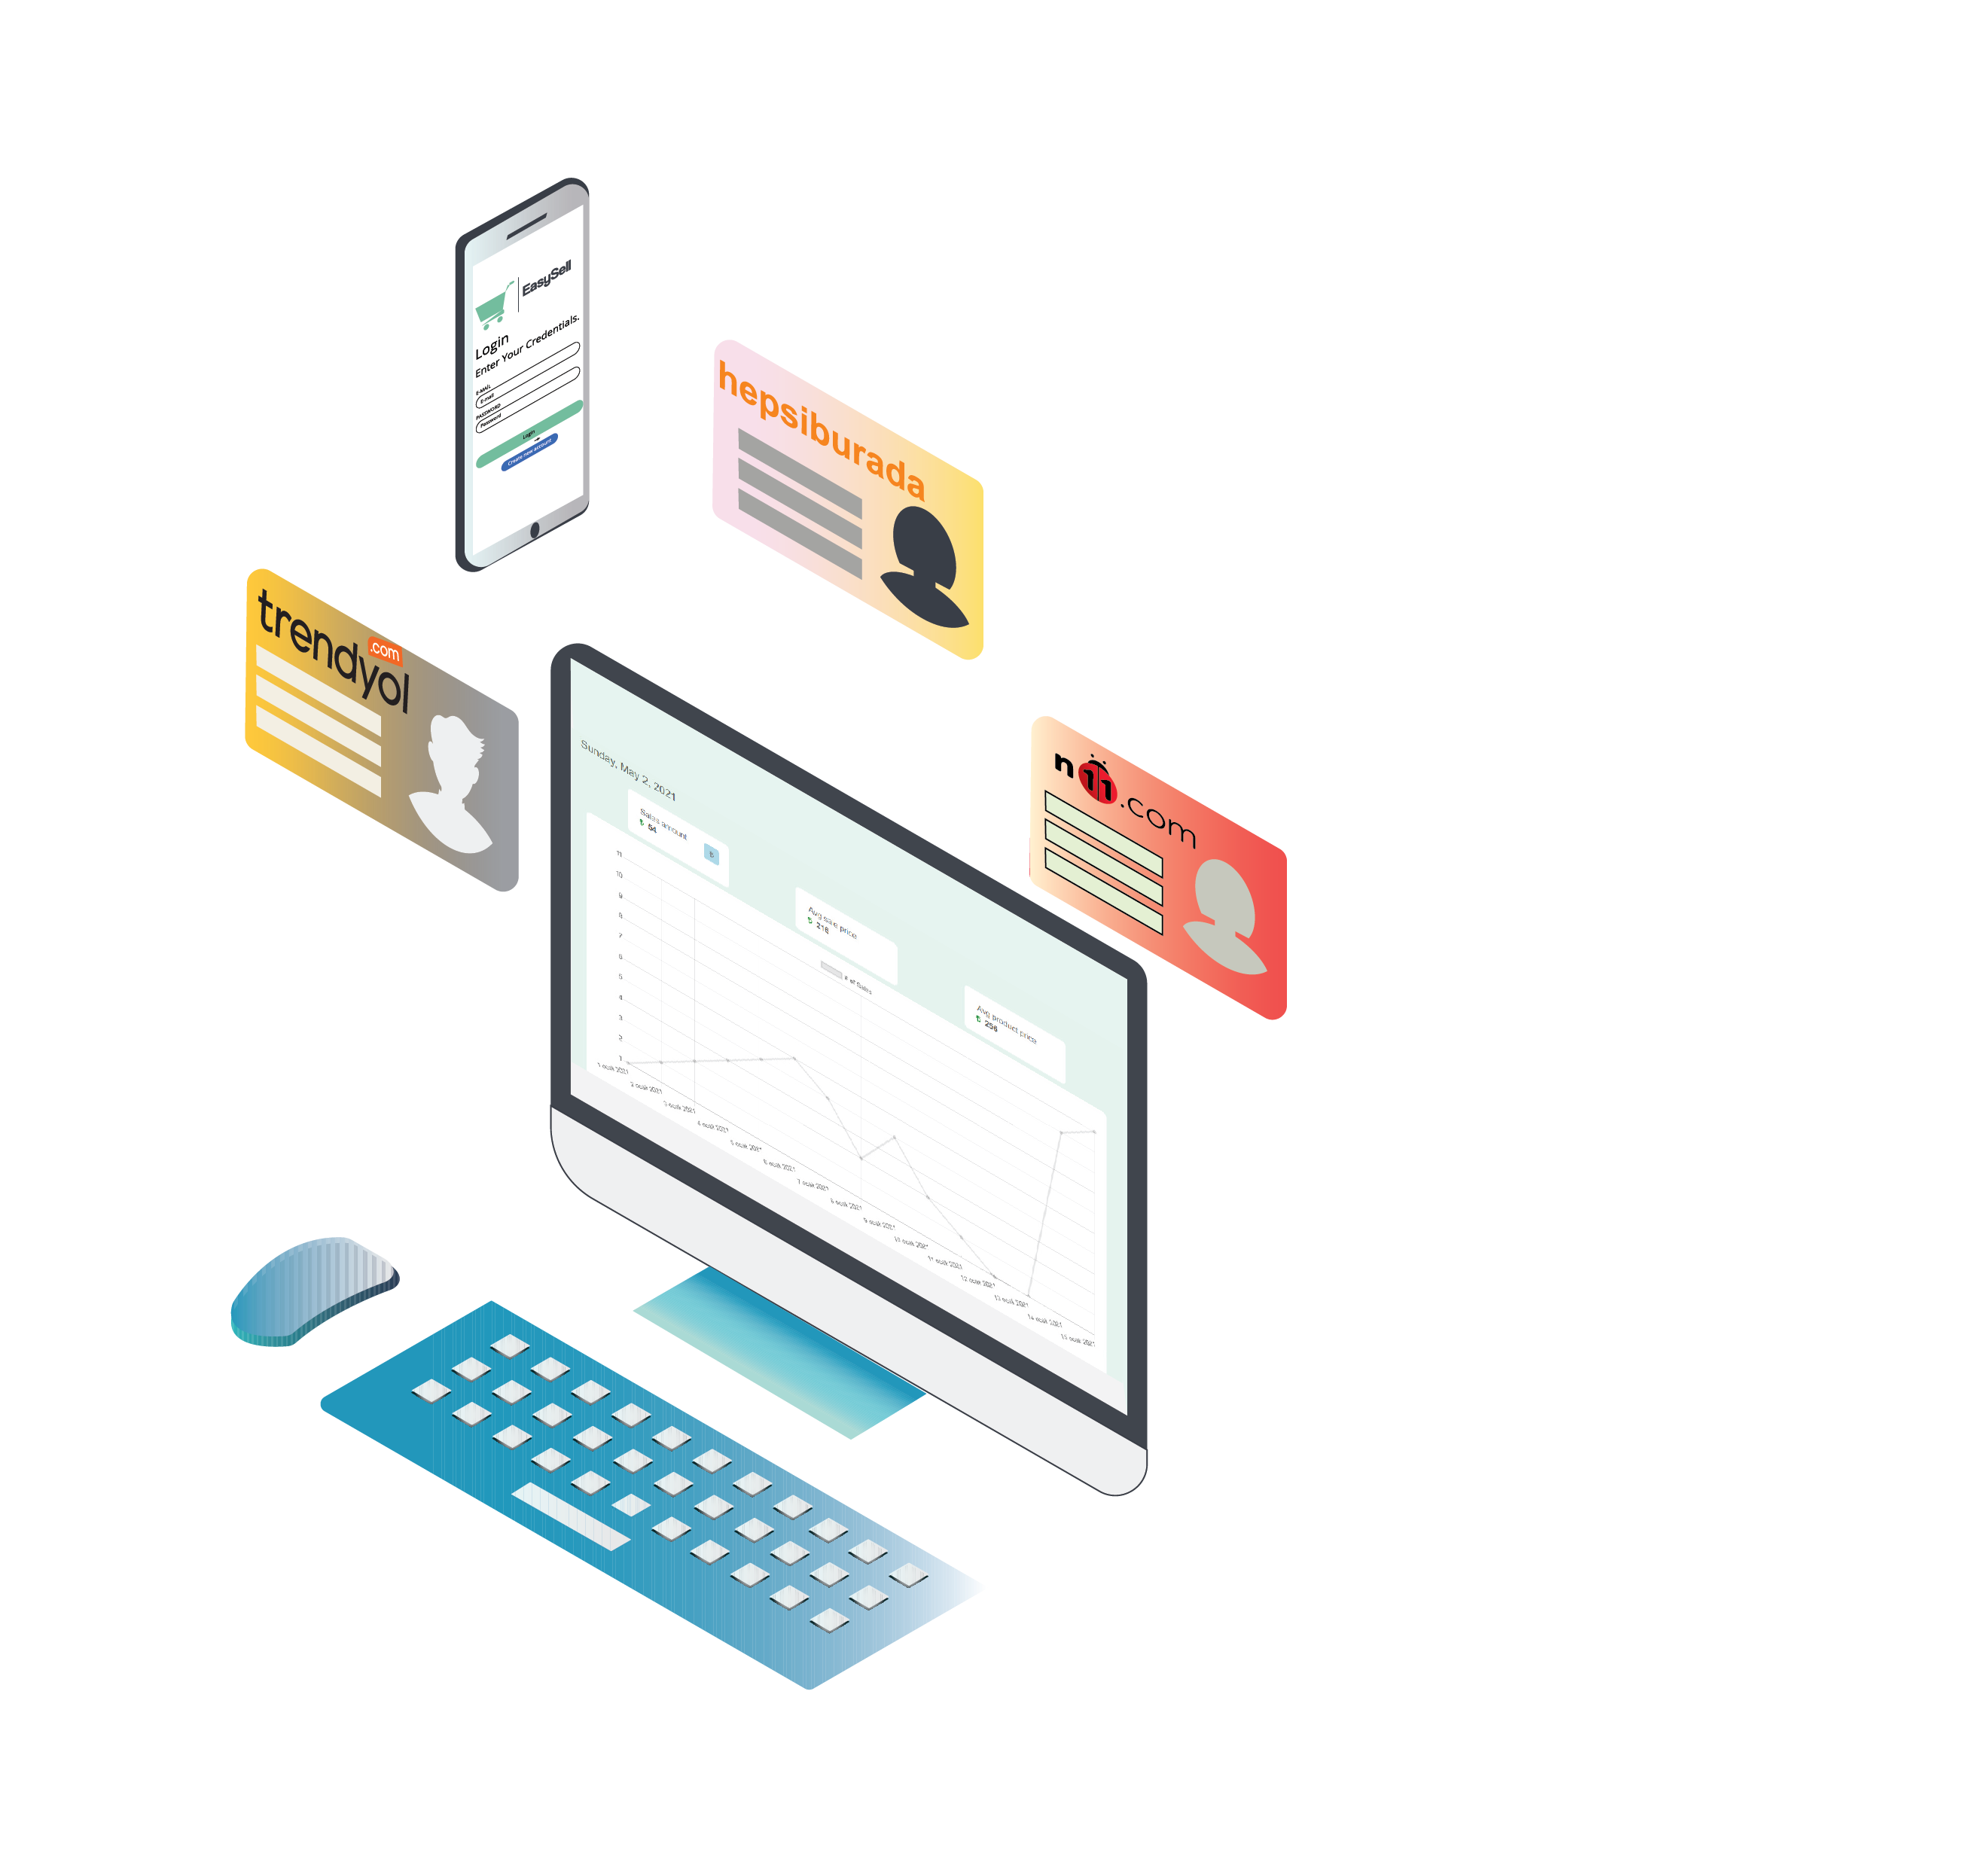 EasySell
Login
Enter Your Credentials.
E-MAIL
E-mail
PASSWORD
Password
Login
Create new account
hepsiburada
trendyol
.com
n11.com
Sunday, May 2, 2021
Sales amount
₺ 64
₺
Avg sale price
₺ 218
# of Sales
Avg product price
₺ 256
11
10
9
8
7
6
5
4
3
2
1
1 ocak 2021
2 ocak 2021
3 ocak 2021
4 ocak 2021
5 ocak 2021
6 ocak 2021
7 ocak 2021
8 ocak 2021
9 ocak 2021
10 ocak 2021
11 ocak 2021
12 ocak 2021
13 ocak 2021
14 ocak 2021
15 ocak 2021